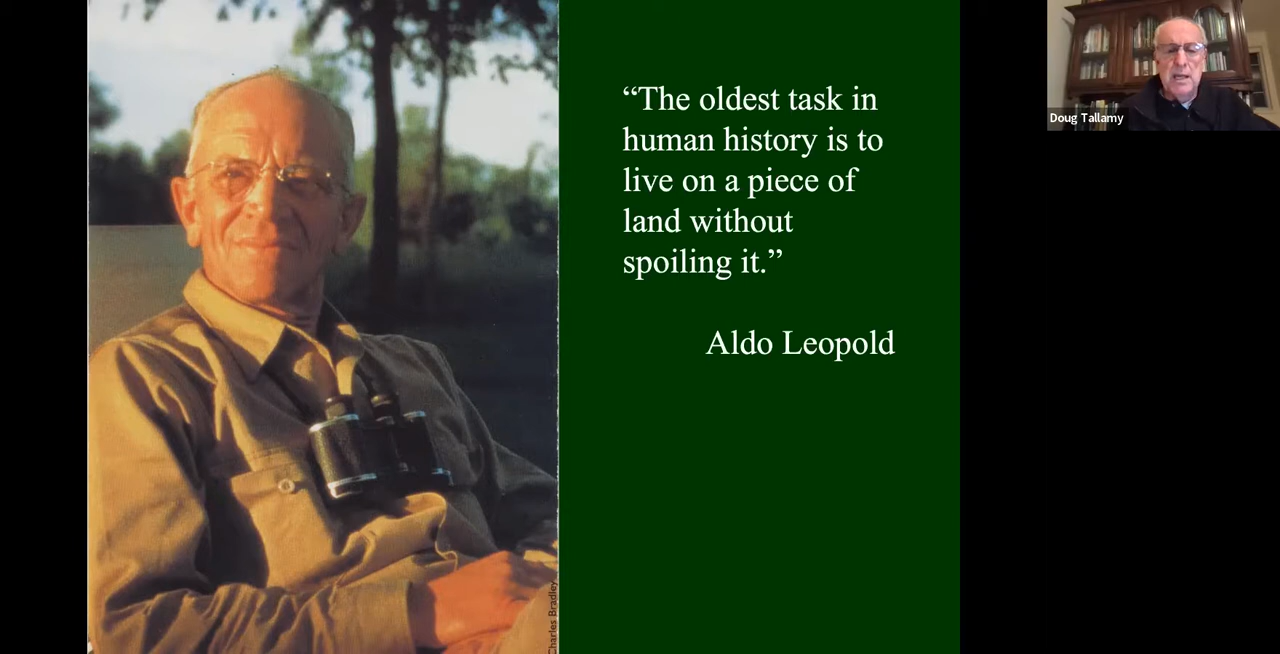 “The oldest task in
human history is to
live on a piece of
land without
spoiling it.”
Aldo Leopold
Charles Bradley
Doug Tallamy